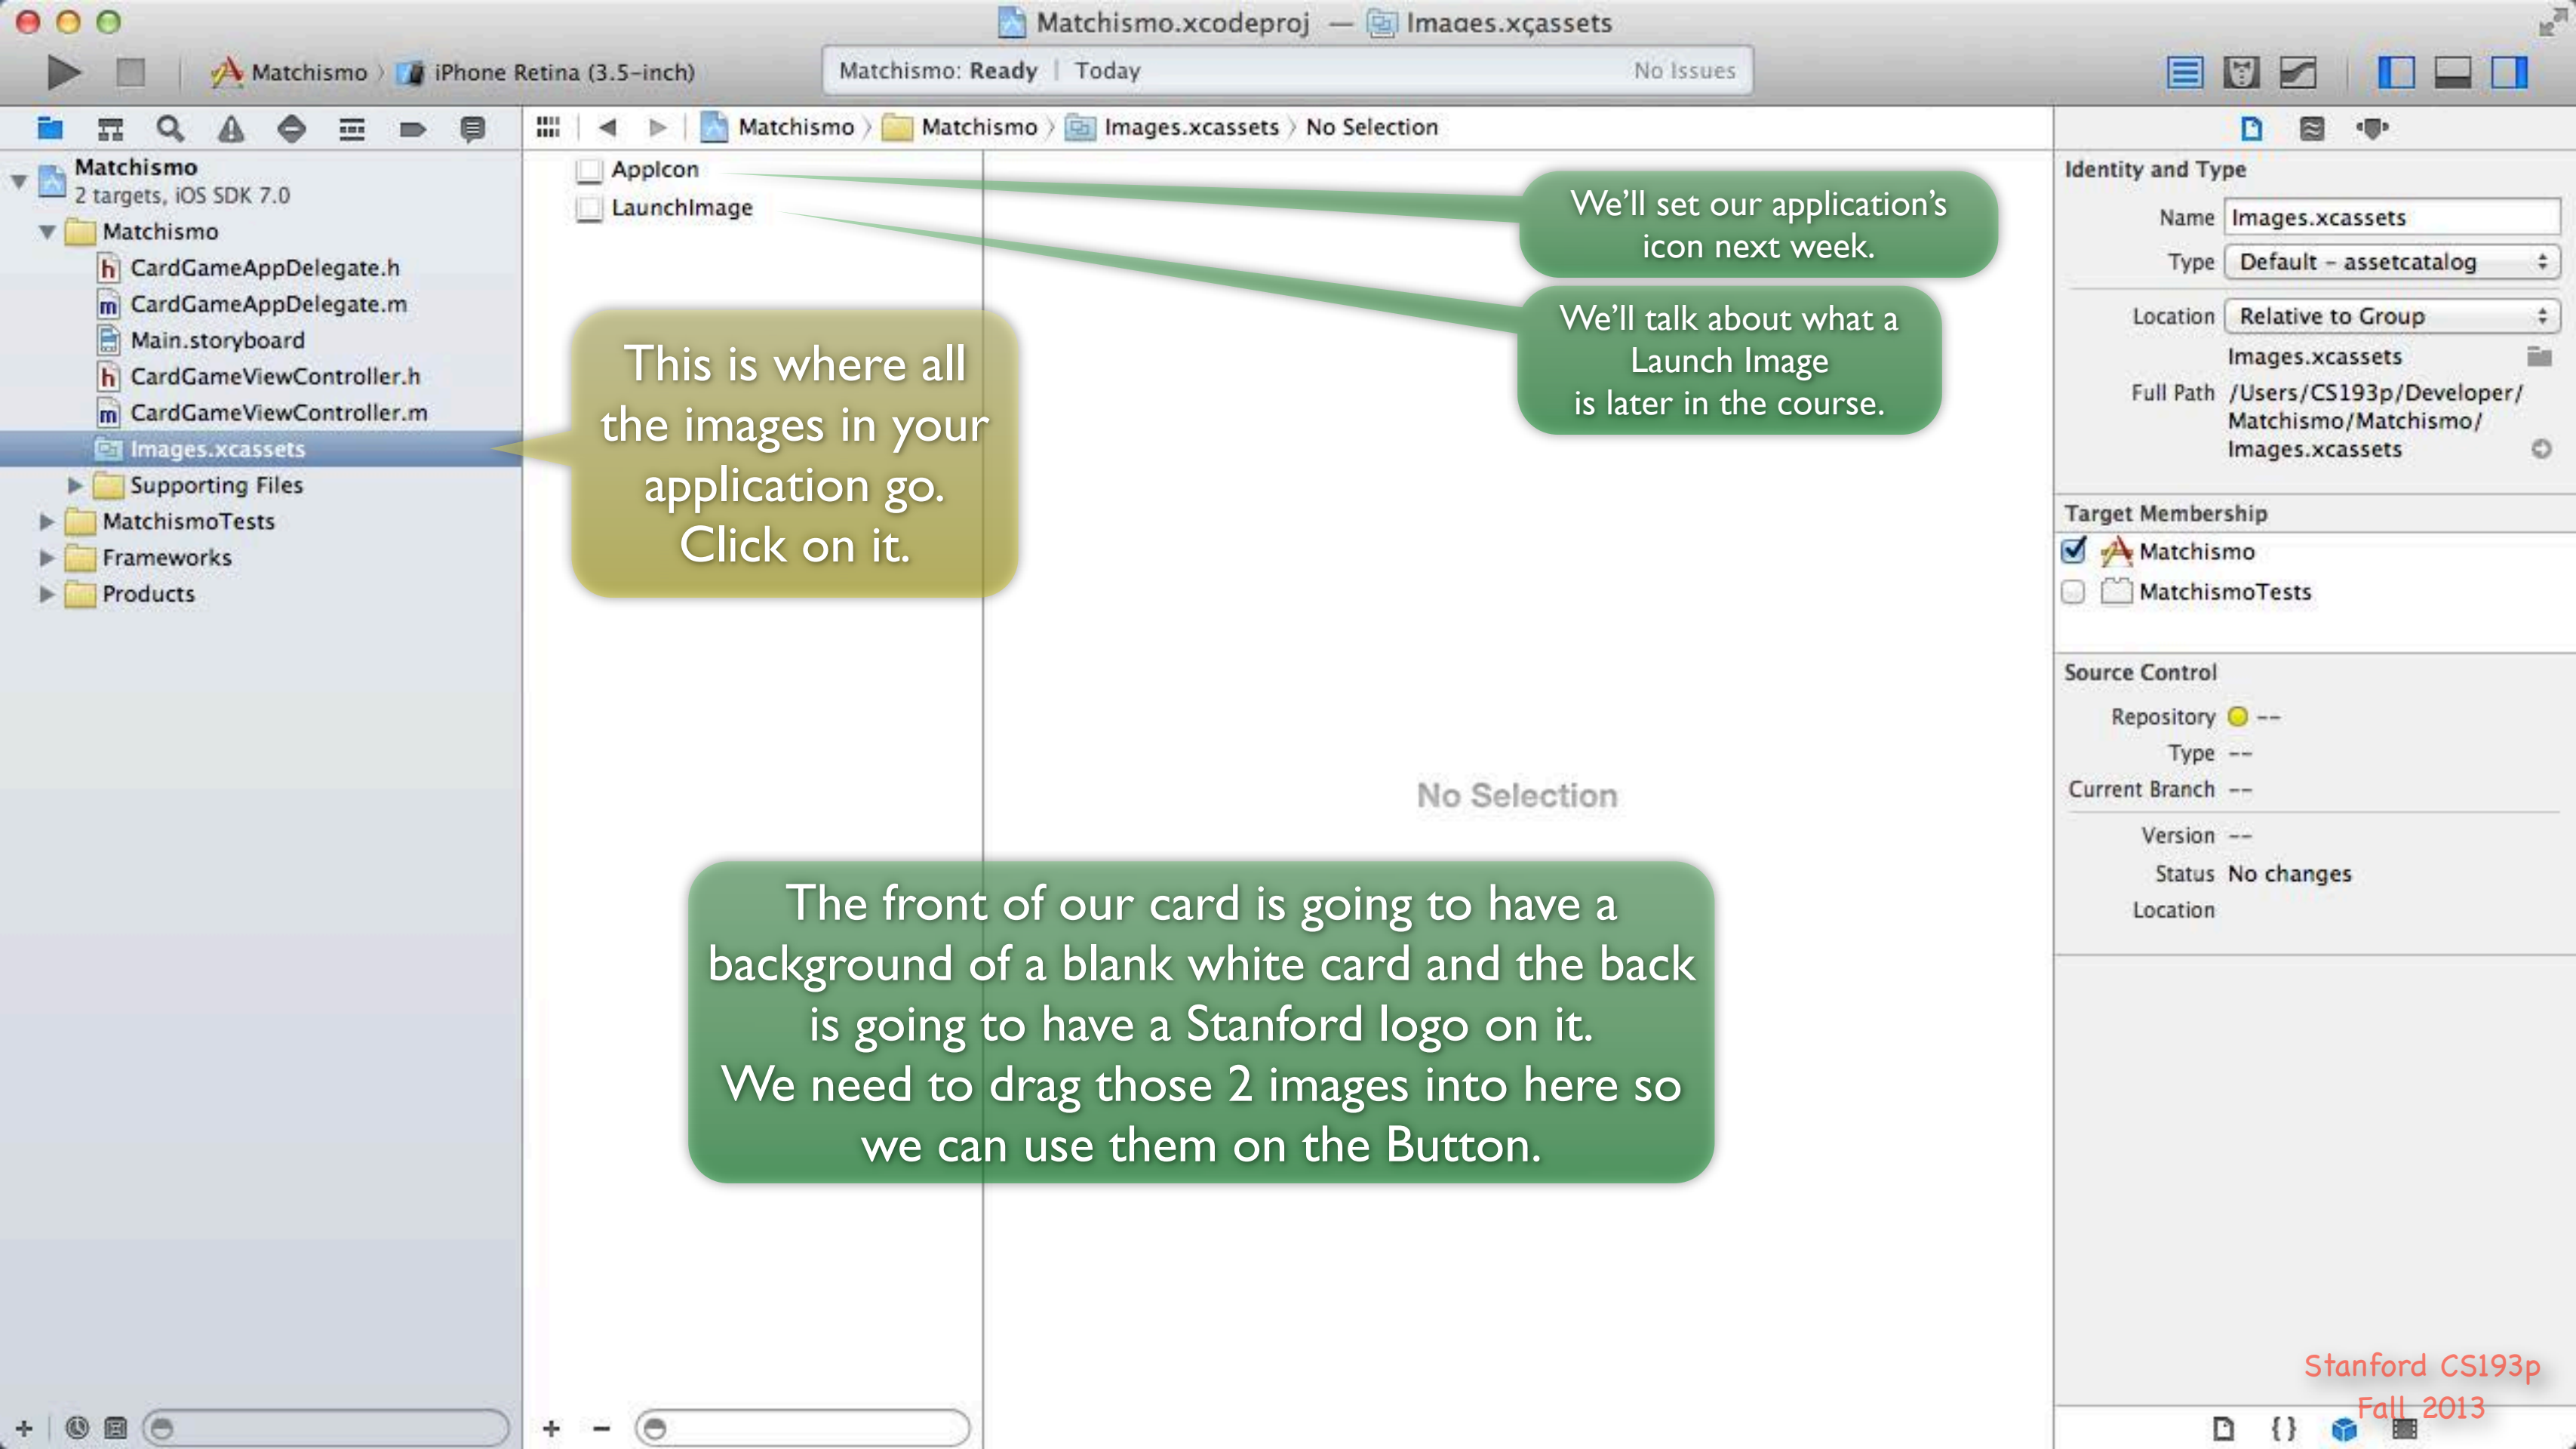 Matchismo.xcodeproj — Images.xcassets
Matchismo iPhone Retina (3.5-inch)
Matchismo: Ready | Today
No Issues
Matchismo Matchismo Images.xcassets No Selection
Matchismo
2 targets, iOS SDK 7.0
Matchismo
h CardGameAppDelegate.h
m CardGameAppDelegate.m
Main.storyboard
h CardGameViewController.h
m CardGameViewController.m
Images.xcassets
Supporting Files
MatchismoTests
Frameworks
Products
AppIcon
LaunchImage
This is where all
the images in your
application go.
Click on it.
We'll set our application's
icon next week.
We'll talk about what a
Launch Image
is later in the course.
No Selection
The front of our card is going to have a
background of a blank white card and the back
is going to have a Stanford logo on it.
We need to drag those 2 images into here so
we can use them on the Button.
Identity and Type
Name Images.xcassets
Type Default - assetcatalog
Location Relative to Group
Images.xcassets
Full Path /Users/CS193p/Developer/
Matchismo/Matchismo/
Images.xcassets
Target Membership
Matchismo
MatchismoTests
Source Control
Repository --
Type --
Current Branch --
Version --
Status No changes
Location
Stanford CS193p
Fall 2013